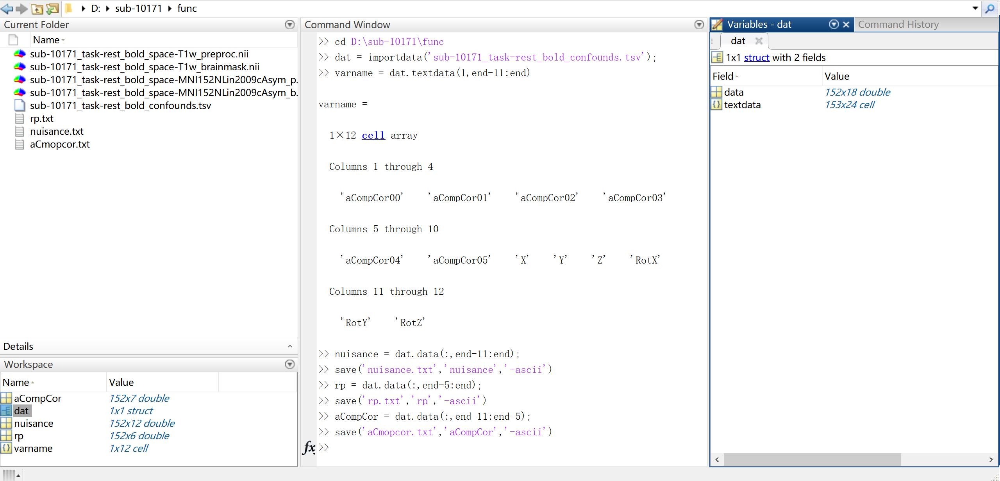 D: sub-10171 func
Current Folder
Name
sub-10171_task-rest_bold_space-T1w_preproc.nii
sub-10171_task-rest_bold_space-T1w_brainmask.nii
sub-10171_task-rest_bold_space-MNI152NLin2009cAsym_p.
sub-10171_task-rest_bold_space-MNI152NLin2009cAsym_b.
sub-10171_task-rest_bold_confounds.tsv
rp.txt
nuisance.txt
aCmopcor.txt
Details
Workspace
Name Value
aCompCor 152x7 double
dat 1x1 struct
nuisance 152x12 double
rp 152x6 double
varname 1x12 cell
Command Window
>> cd D:\sub-10171\func
>> dat = importdata('sub-10171_task-rest_bold_confounds.tsv');
>> varname = dat.textdata(1,end-11:end)
varname =
1×12 cell array
Columns 1 through 4
'aCompCor00' 'aCompCor01' 'aCompCor02' 'aCompCor03'
Columns 5 through 10
'aCompCor04' 'aCompCor05' 'X' 'Y' 'Z' 'RotX'
Columns 11 through 12
'RotY' 'RotZ'
>> nuisance = dat.data(:,end-11:end);
>> save('nuisance.txt','nuisance','-ascii')
>> rp = dat.data(:,end-5:end);
>> save('rp.txt','rp','-ascii')
>> aCompCor = dat.data(:,end-11:end-5);
>> save('aCmopcor.txt','aCompCor','-ascii')
fx >>
Variables - dat
Command History
dat
1x1 struct with 2 fields
Field Value
data 152x18 double
textdata 153x24 cell